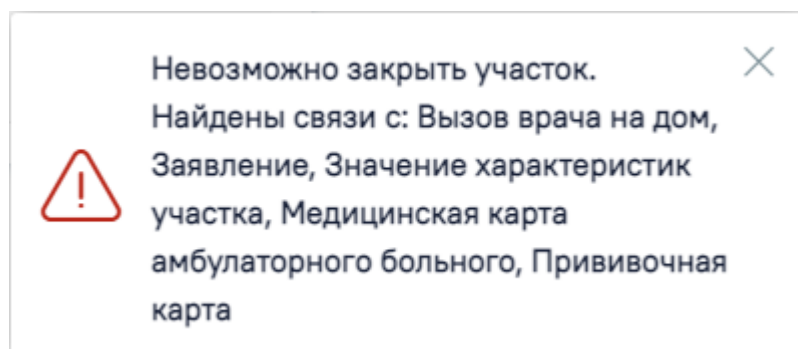 Невозможно закрыть участок.
Найдены связи с: Вызов врача на дом,
Заявление, Значение характеристик
участка, Медицинская карта
амбулаторного больного, Прививочная
карта